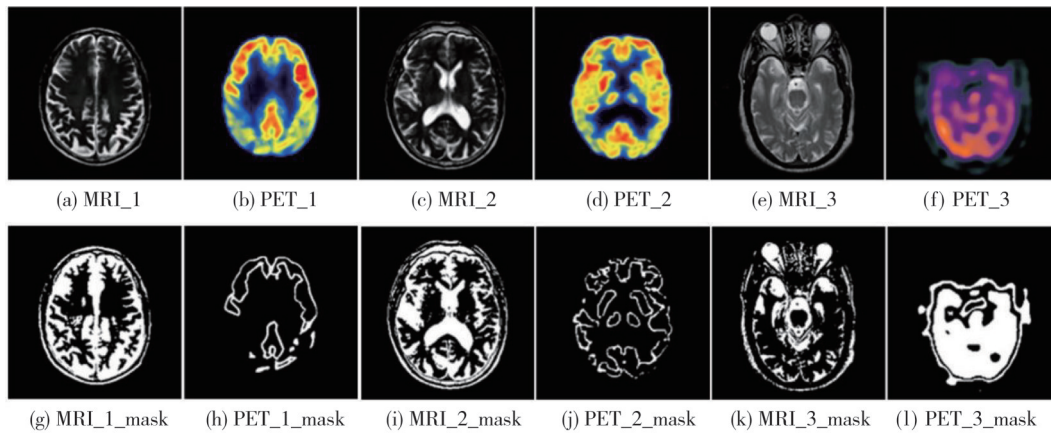 (a) MRI_1 (b) PET_1 (c) MRI_2 (d) PET_2 (e) MRI_3 (f) PET_3
(g) MRI_1_mask (h) PET_1_mask (i) MRI_2_mask (j) PET_2_mask (k) MRI_3_mask (l) PET_3_mask